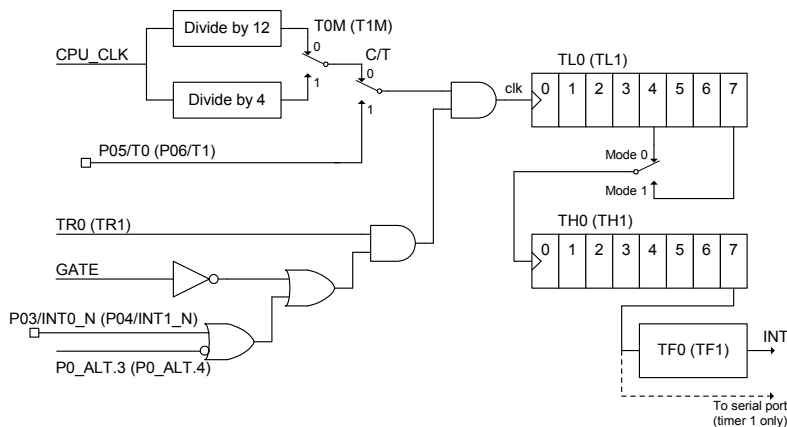 Divide by 12
T0M (T1M)
0
C/T
CPU_CLK
0
1
Divide by 4
1
TL0 (TL1)
clk
0 1 2 3 4 5 6 7
P05/T0 (P06/T1)
Mode 0
Mode 1
TR0 (TR1)
TH0 (TH1)
0 1 2 3 4 5 6 7
GATE
P03/INT0_N (P04/INT1_N)
P0_ALT.3 (P0_ALT.4)
TF0 (TF1)
INT
To serial port
(timer 1 only)